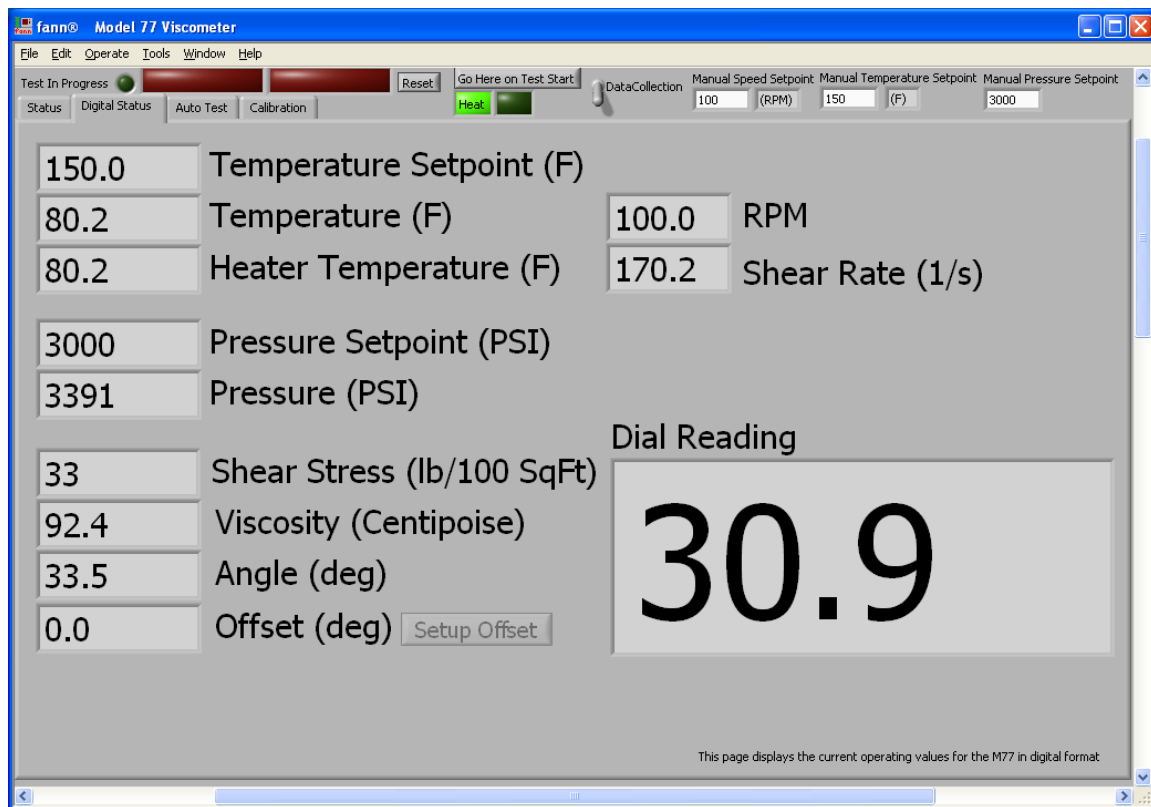 fann® Model 77 Viscometer
File Edit Operate Tools Window Help
Test In Progress Reset Go Here on Test Start DataCollection Manual Speed Setpoint Manual Temperature Setpoint Manual Pressure Setpoint
Heat 100 (RPM) 150 (F) 3000
Status Digital Status Auto Test Calibration
150.0 Temperature Setpoint (F)
80.2 Temperature (F) 100.0 RPM
80.2 Heater Temperature (F) 170.2 Shear Rate (1/s)
3000 Pressure Setpoint (PSI)
3391 Pressure (PSI)
Dial Reading
33 Shear Stress (lb/100 SqFt)
92.4 Viscosity (Centipoise)
30.9
33.5 Angle (deg)
0.0 Offset (deg) Setup Offset
This page displays the current operating values for the M77 in digital format